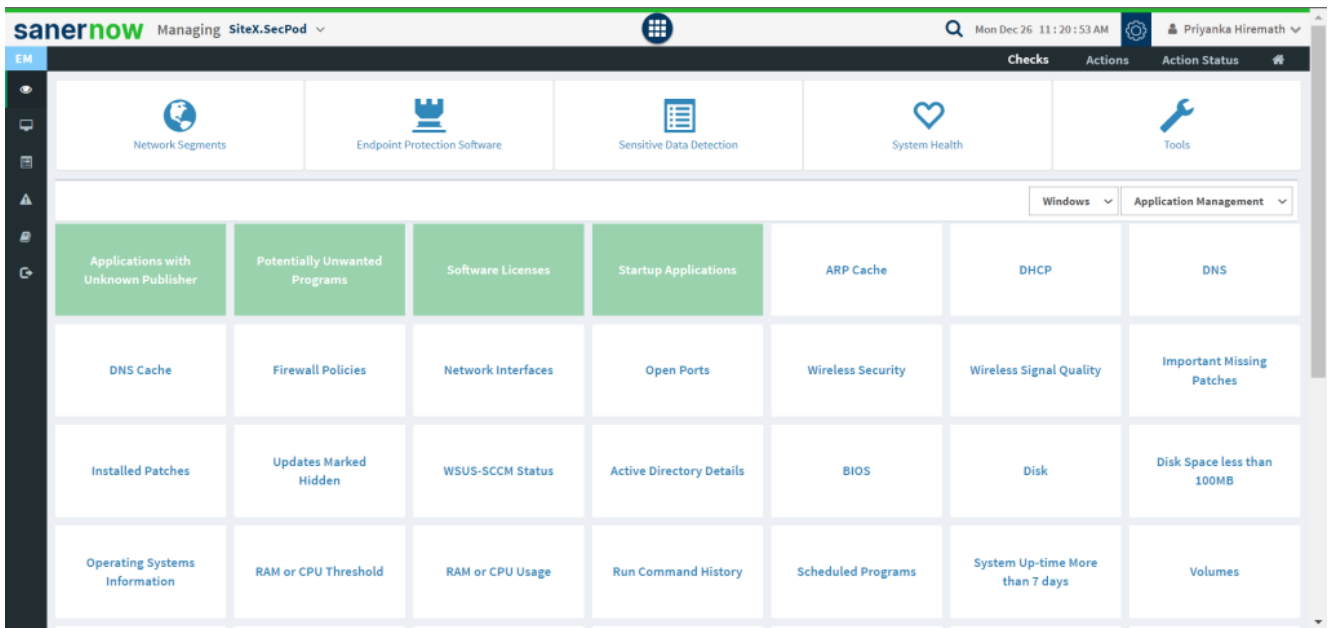 sanernow Managing SiteX.SecPod Mon Dec 26 11:20:53 AM Priyanka Hiremath
EM Checks Actions Action Status
Network Segments Endpoint Protection Software Sensitive Data Detection System Health Tools
Windows Application Management
Applications with Unknown Publisher
Potentially Unwanted Programs
Software Licenses
Startup Applications
ARP Cache
DHCP
DNS
DNS Cache
Firewall Policies
Network Interfaces
Open Ports
Wireless Security
Wireless Signal Quality
Important Missing Patches
Installed Patches
Updates Marked Hidden
WSUS-SCCM Status
Active Directory Details
BIOS
Disk
Disk Space less than 100MB
Operating Systems Information
RAM or CPU Threshold
RAM or CPU Usage
Run Command History
Scheduled Programs
System Up-time More than 7 days
Volumes